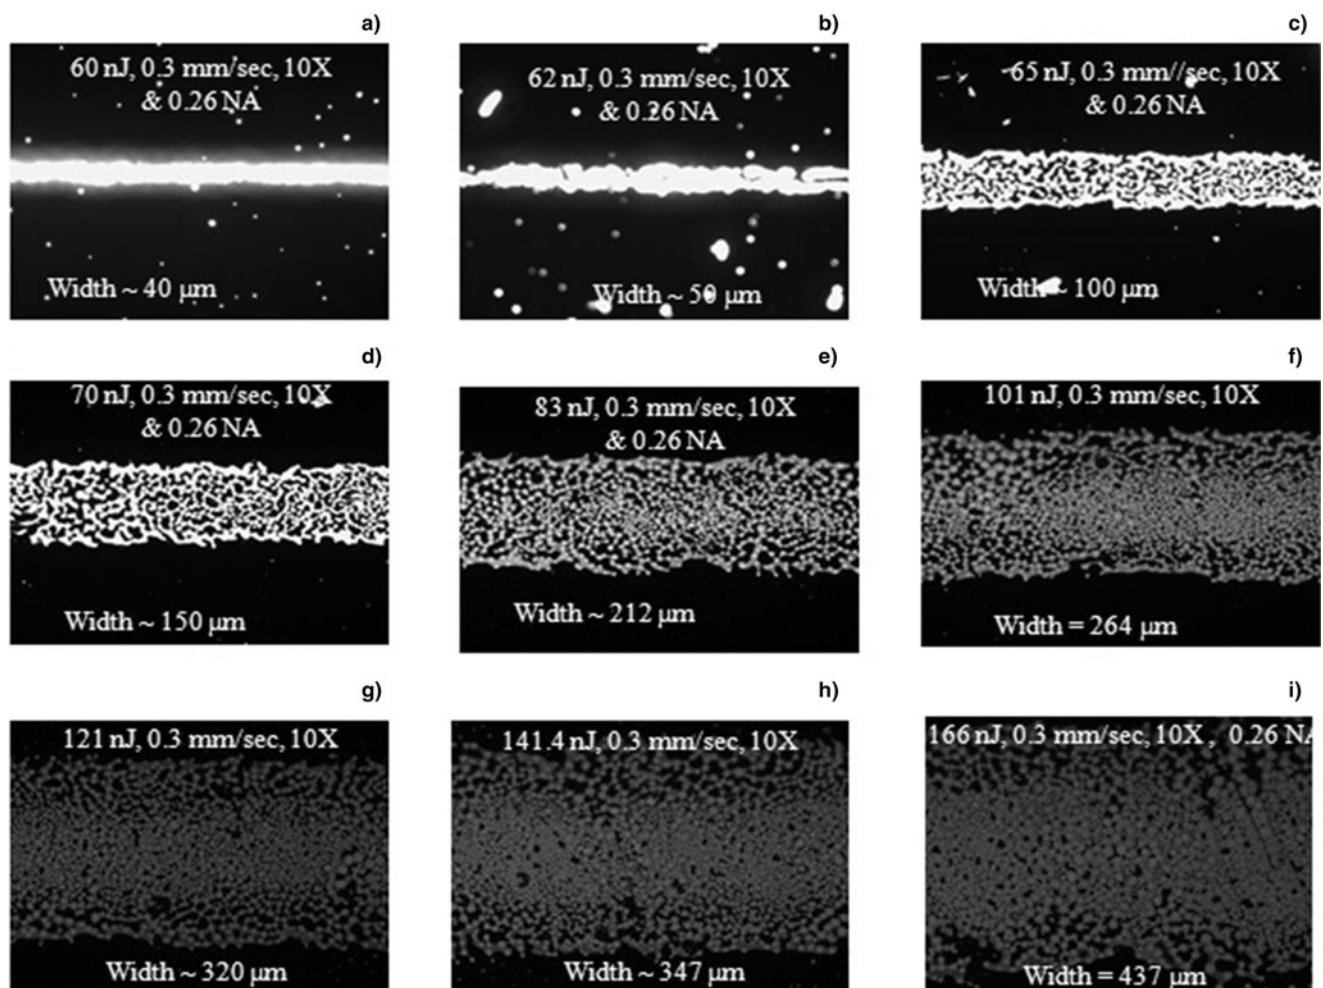 a)
60 nJ, 0.3 mm/sec, 10X
& 0.26 NA
Width ~ 40 μm
b)
62 nJ, 0.3 mm/sec, 10X
& 0.26 NA
Width ~ 50 μm
c)
65 nJ, 0.3 mm//sec, 10X
& 0.26 NA
Width ~ 100 μm
d)
70 nJ, 0.3 mm/sec, 10X
& 0.26 NA
Width ~ 150 μm
e)
83 nJ, 0.3 mm/sec, 10X
& 0.26 NA
Width ~ 212 μm
f)
101 nJ, 0.3 mm/sec, 10X
Width = 264 μm
g)
121 nJ, 0.3 mm/sec, 10X
Width ~ 320 μm
h)
141.4 nJ, 0.3 mm/sec, 10X
Width ~ 347 μm
i)
166 nJ, 0.3 mm/sec, 10X , 0.26 NA
Width = 437 μm